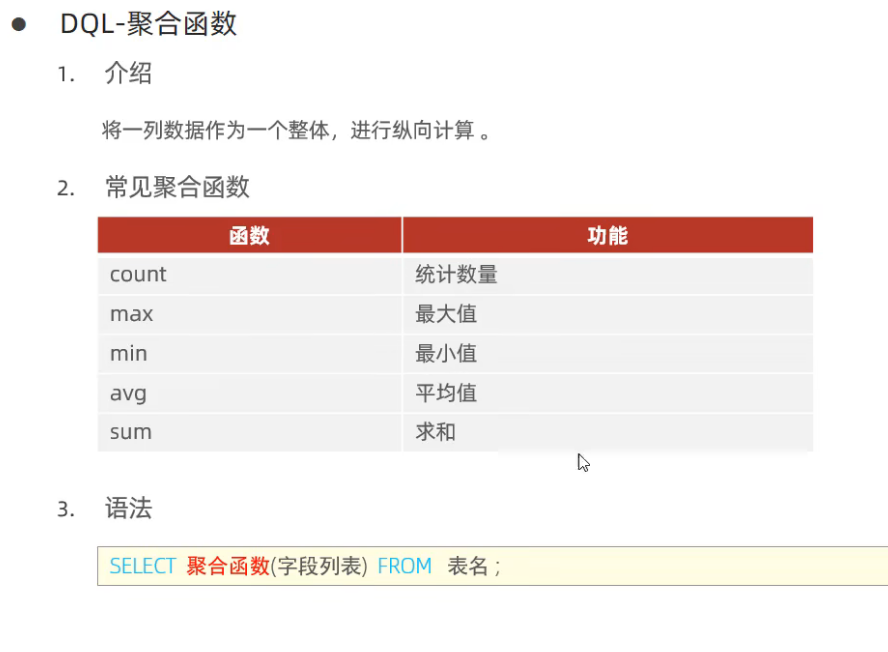 ● DQL-聚合函数
1. 介绍
将一列数据作为一个整体，进行纵向计算 。
2. 常见聚合函数
函数 功能
count 统计数量
max 最大值
min 最小值
avg 平均值
sum 求和
3. 语法
SELECT 聚合函数(字段列表) FROM 表名 ;